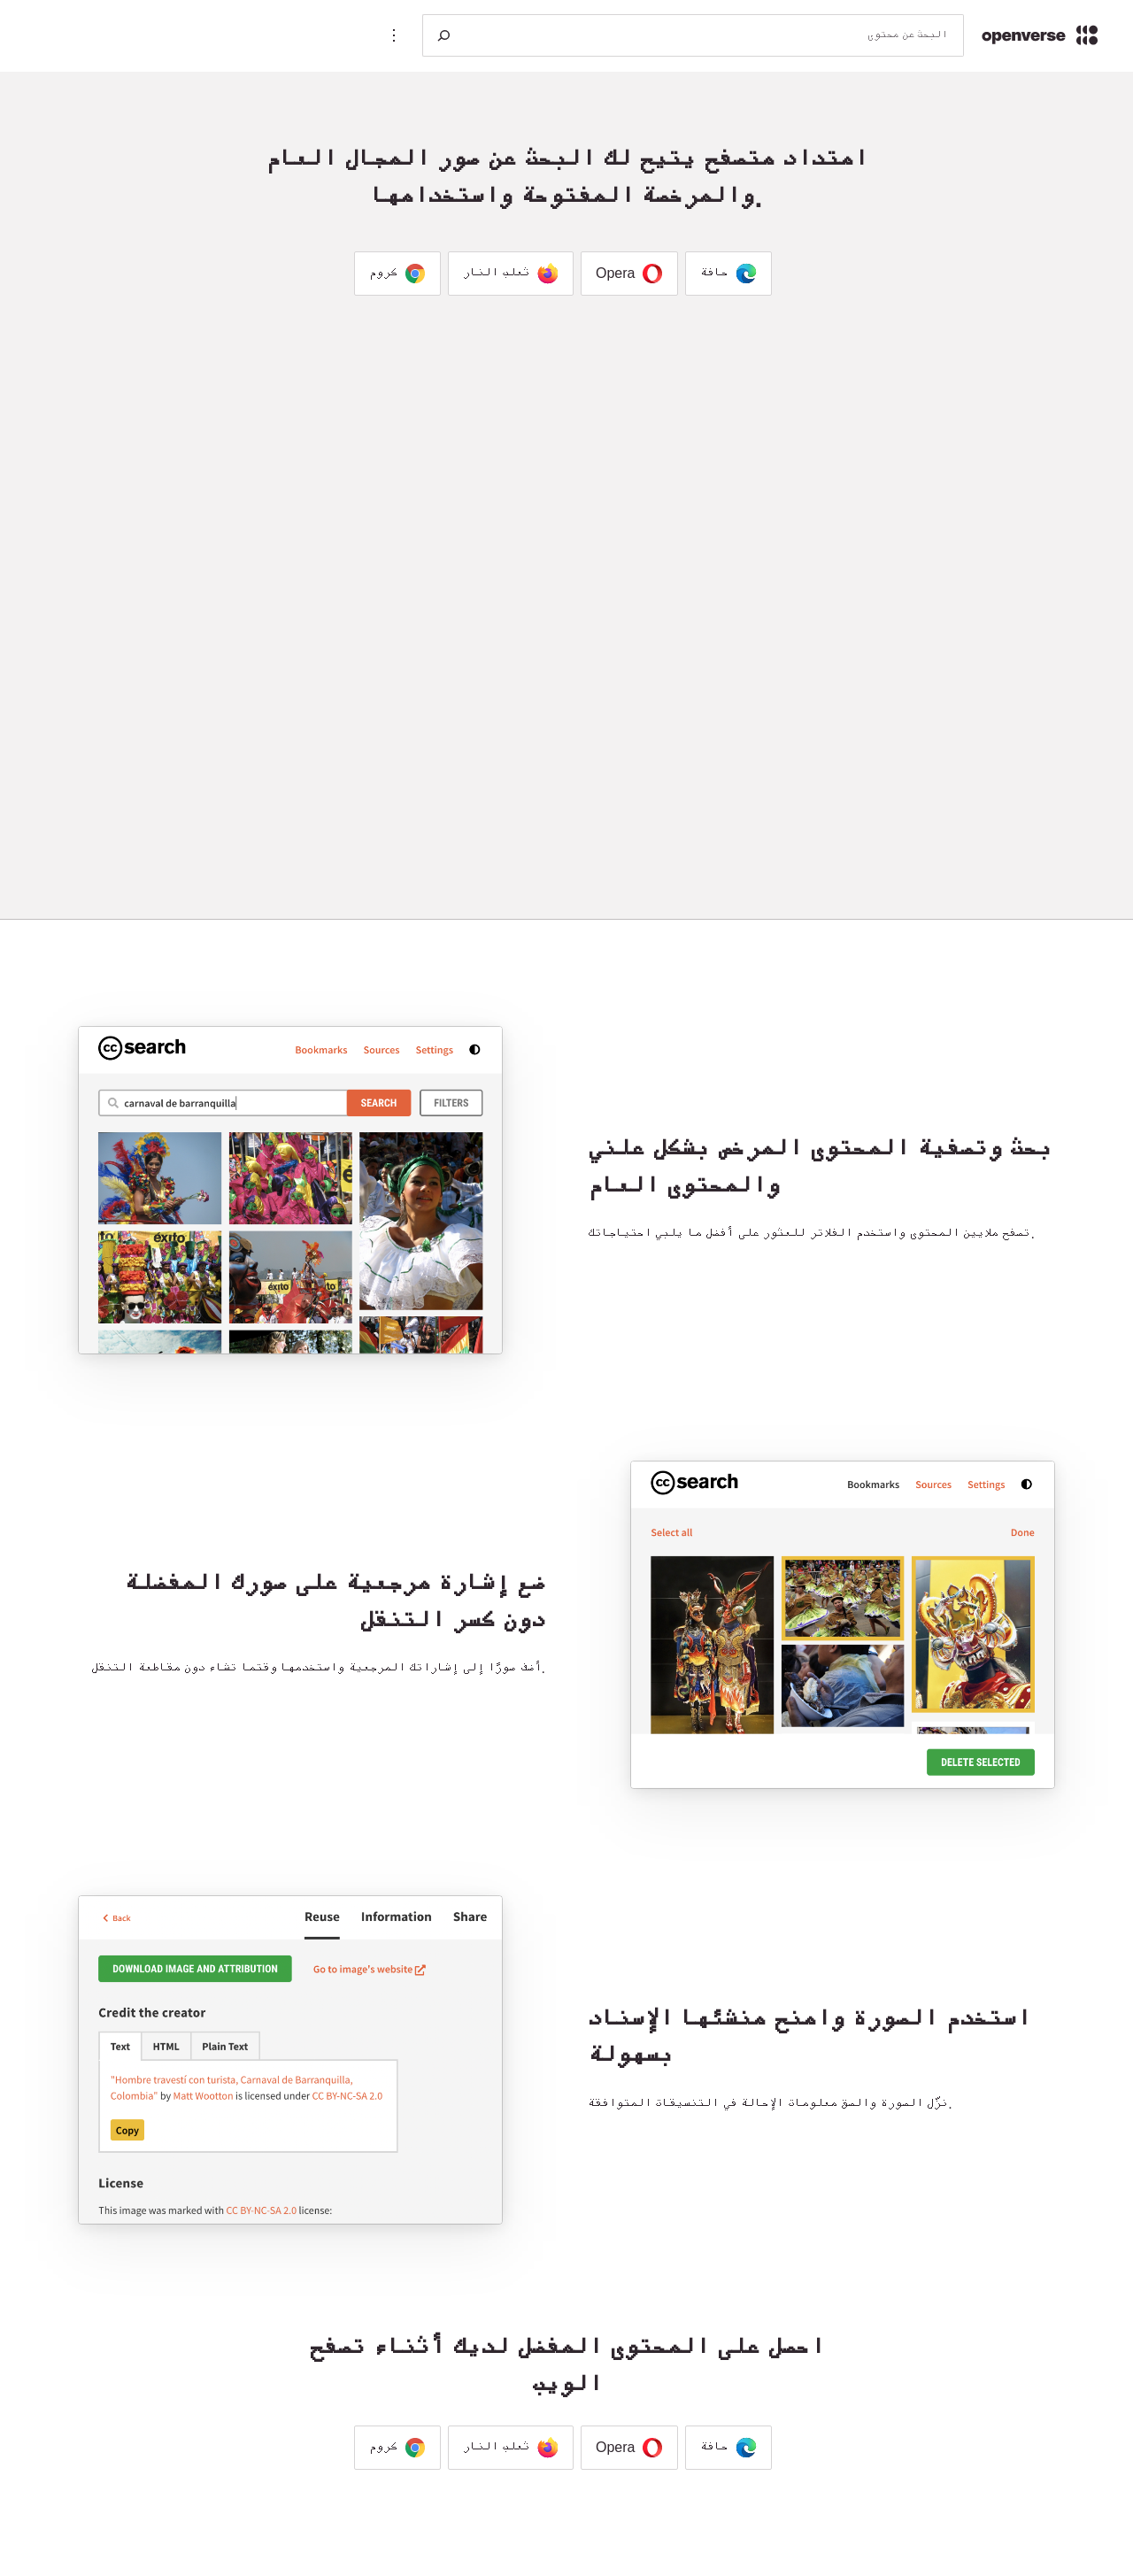 openverse
البحث عن محتوى
امتداد متصفح يتيح لك البحث عن صور المجال العام
والمرخصة المفتوحة واستخدامها.
حافة
Opera
ثعلب النار
كروم
search
Bookmarks Sources Settings
carnaval de barranquilla
SEARCH
FILTERS
éxito
éxito
بحث وتصفية المحتوى المرخص بشكل علني
والمحتوى العام
تصفح ملايين المحتوى واستخدم الفلاتر للعثور على أفضل ما يلبي احتياجاتك.
cc search
Bookmarks Sources Settings
Select all
Done
DELETE SELECTED
ضع إشارة مرجعية على صورك المفضلة
دون كسر التنقل
أضف صورًا إلى إشاراتك المرجعية واستخدمها وقتما تشاء دون مقاطعة التنقل.
Back
Reuse Information Share
DOWNLOAD IMAGE AND ATTRIBUTION
Go to image's website
Credit the creator
Text HTML Plain Text
"Hombre travestí con turista, Carnaval de Barranquilla,
Colombia" by Matt Wootton is licensed under CC BY-NC-SA 2.0
Copy
License
This image was marked with CC BY-NC-SA 2.0 license:
استخدم الصورة وامنح منشئها الإسناد
بسهولة
نزّل الصورة والصق معلومات الإحالة في التنسيقات المتوافقة.
احصل على المحتوى المفضل لديك أثناء تصفح
الويب
حافة
Opera
ثعلب النار
كروم